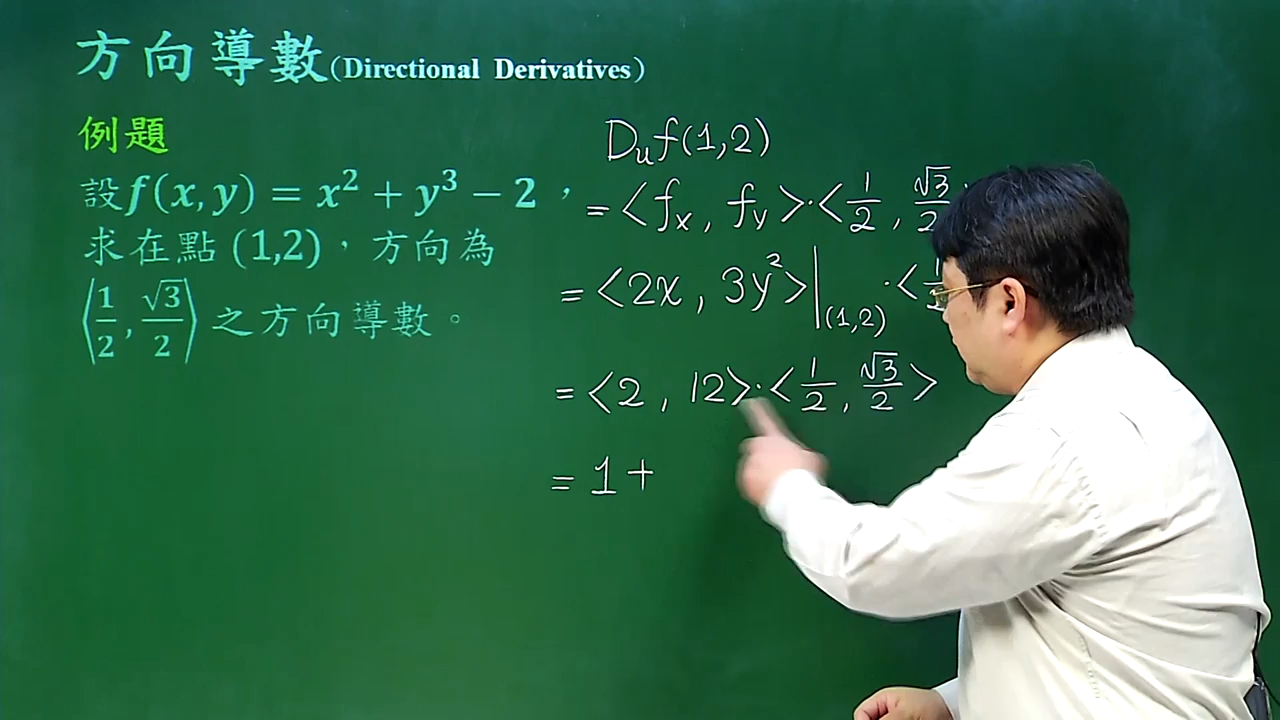 方向導數(Directional Derivatives)
例題
設f(x,y) = x² + y³ − 2，
求在點 (1,2)，方向為
⟨1/2, √3/2⟩ 之方向導數。
Duf(1,2)
= <fx, fy>·<1/2, √3/2
= <2x, 3y²>|(1,2)·<1
= <2, 12>·<1/2, √3/2>
= 1 +